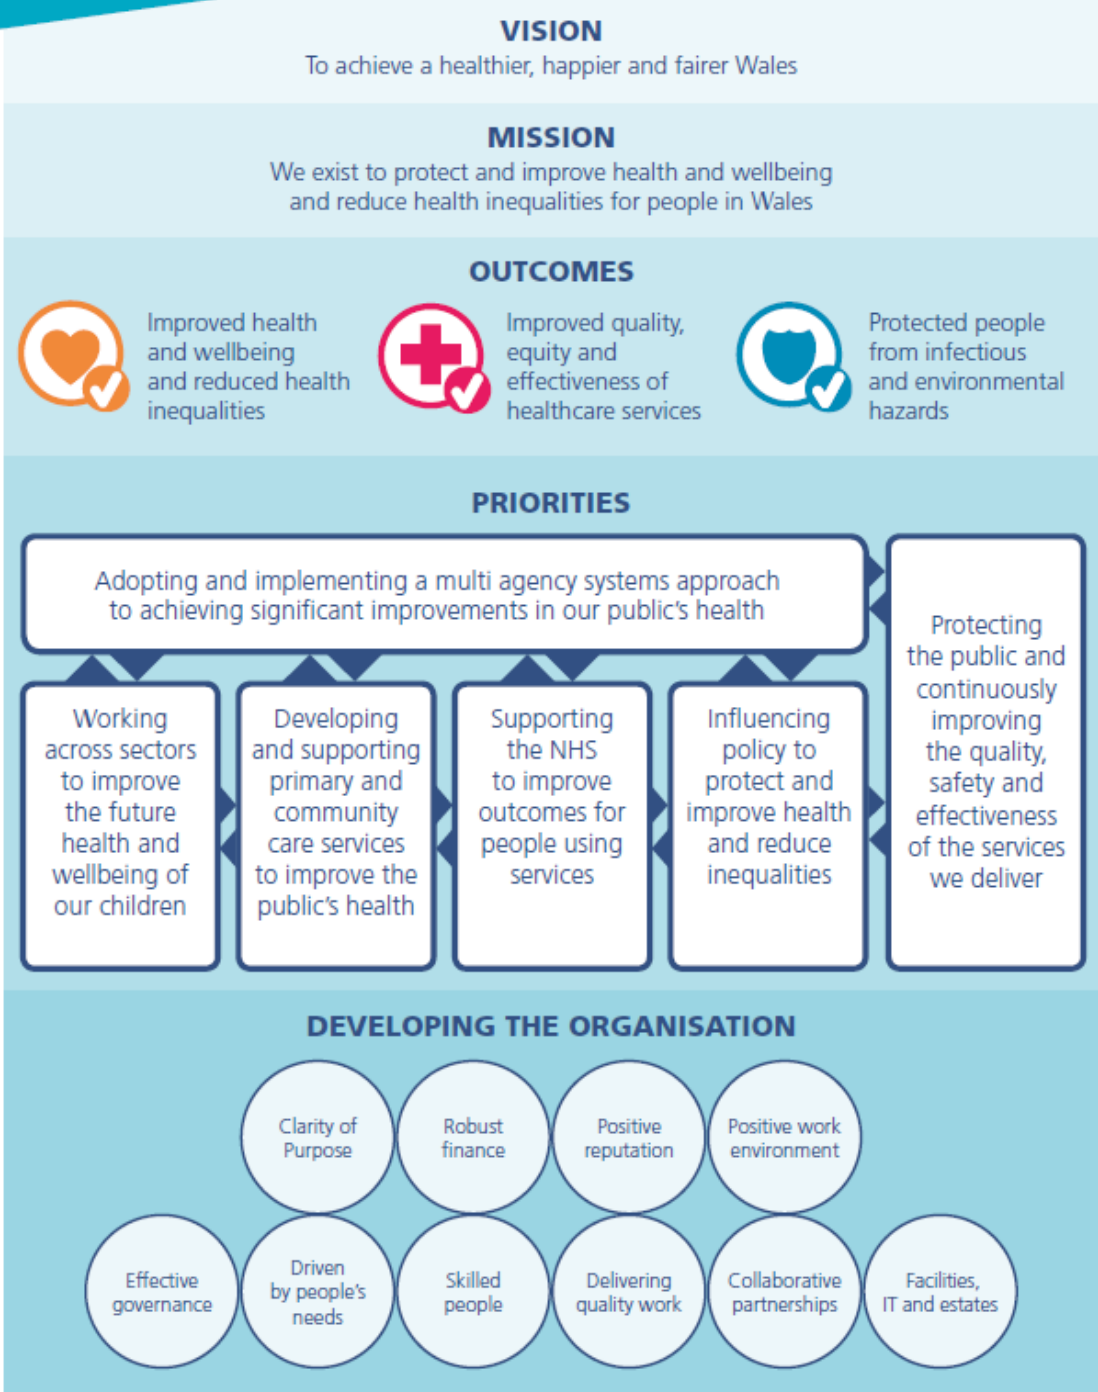 VISION
To achieve a healthier, happier and fairer Wales
MISSION
We exist to protect and improve health and wellbeing
and reduce health inequalities for people in Wales
OUTCOMES
Improved health
and wellbeing
and reduced health
inequalities
Improved quality,
equity and
effectiveness of
healthcare services
Protected people
from infectious
and environmental
hazards
PRIORITIES
Adopting and implementing a multi agency systems approach
to achieving significant improvements in our public's health
Working
across sectors
to improve
the future
health and
wellbeing of
our children
Developing
and supporting
primary and
community
care services
to improve the
public's health
Supporting
the NHS
to improve
outcomes for
people using
services
Influencing
policy to
protect and
improve health
and reduce
inequalities
Protecting
the public and
continuously
improving
the quality,
safety and
effectiveness
of the services
we deliver
DEVELOPING THE ORGANISATION
Clarity of
Purpose
Robust
finance
Positive
reputation
Positive work
environment
Effective
governance
Driven
by people's
needs
Skilled
people
Delivering
quality work
Collaborative
partnerships
Facilities,
IT and estates